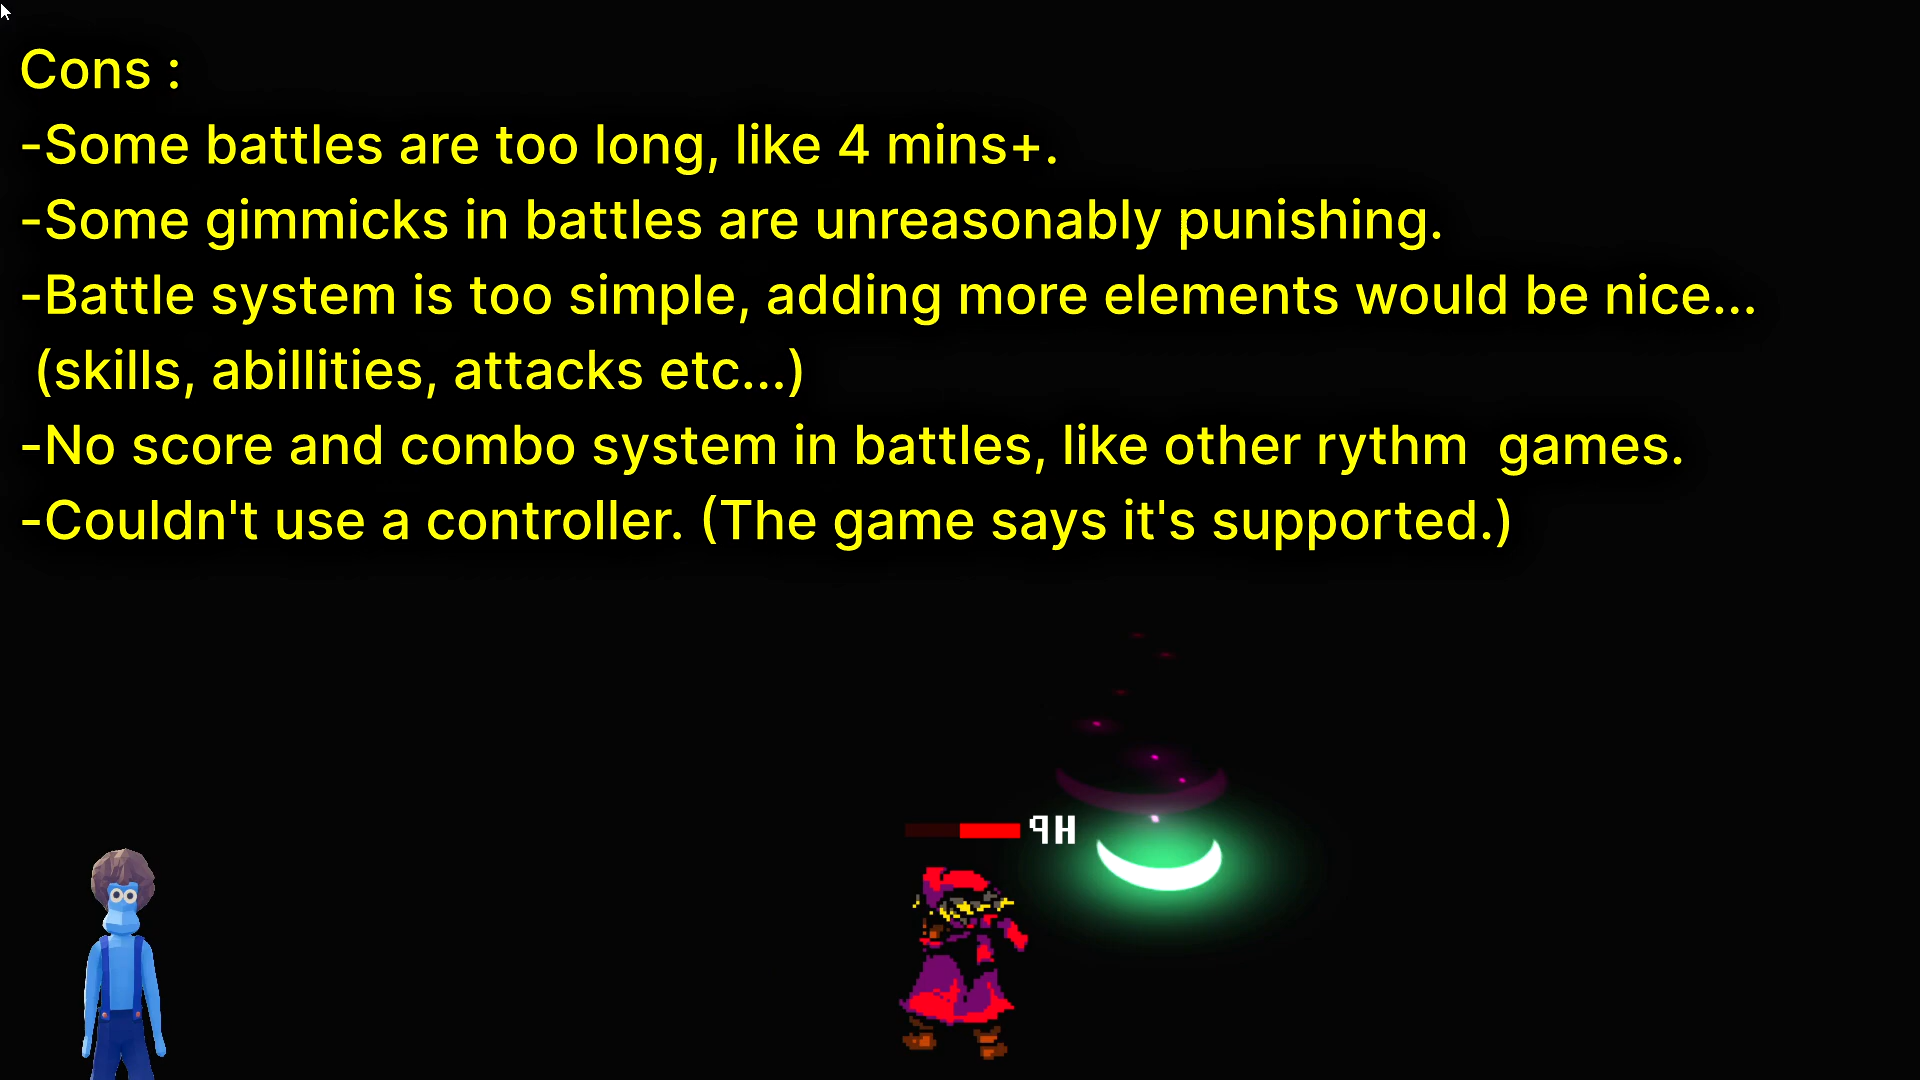 Cons :
-Some battles are too long, like 4 mins+.
-Some gimmicks in battles are unreasonably punishing.
-Battle system is too simple, adding more elements would be nice...
(skills, abillities, attacks etc...)
-No score and combo system in battles, like other rythm  games.
-Couldn't use a controller. (The game says it's supported.)
HP